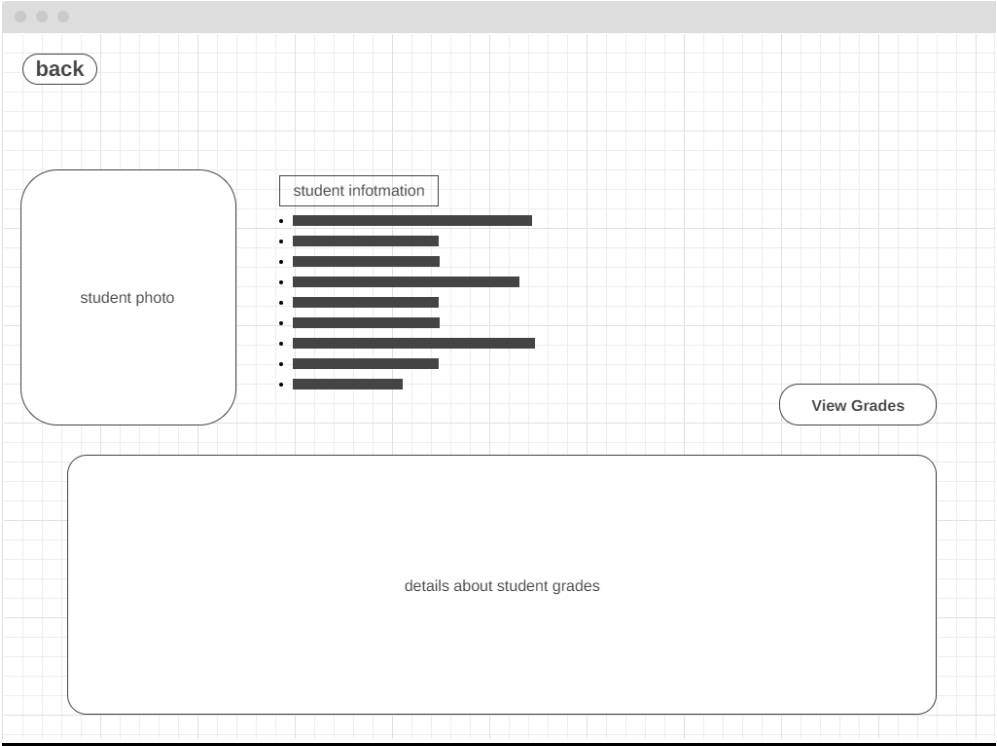 back
student infotmation
student photo
View Grades
details about student grades